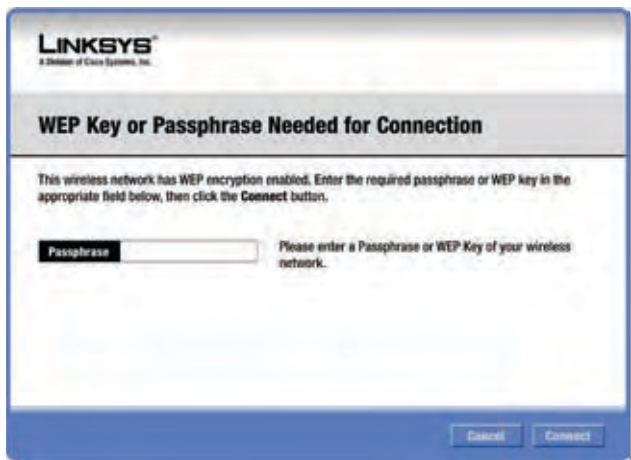 LINKSYS®
A Division of Cisco Systems, Inc.
WEP Key or Passphrase Needed for Connection
This wireless network has WEP encryption enabled. Enter the required passphrase or WEP key in the
appropriate field below, then click the Connect button.
Passphrase
Please enter a Passphrase or WEP Key of your wireless
network.
Cancel
Connect